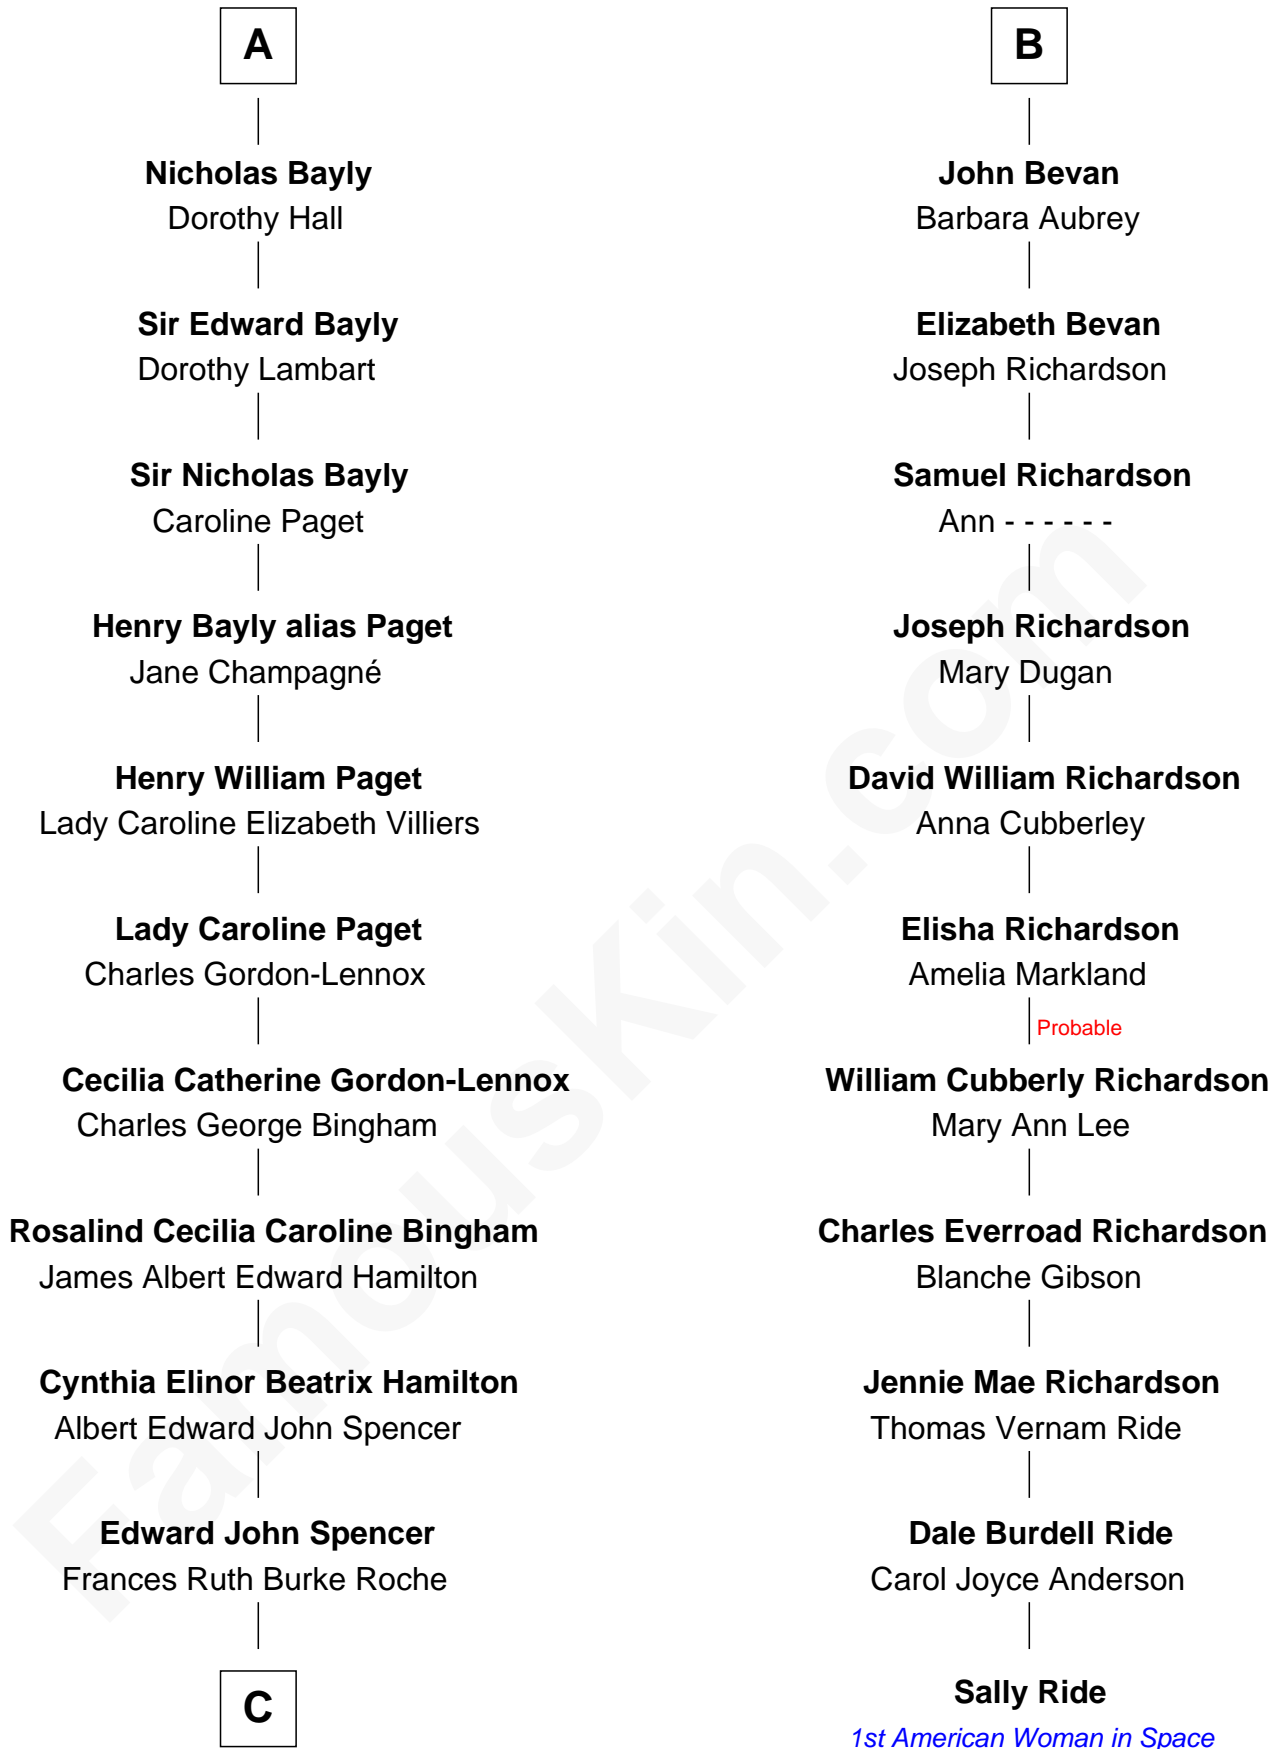 A
Nicholas Bayly
Dorothy Hall
Sir Edward Bayly
Dorothy Lambart
Sir Nicholas Bayly
Caroline Paget
Henry Bayly alias Paget
Jane Champagné
Henry William Paget
Lady Caroline Elizabeth Villiers
Lady Caroline Paget
Charles Gordon-Lennox
Cecilia Catherine Gordon-Lennox
Charles George Bingham
Rosalind Cecilia Caroline Bingham
James Albert Edward Hamilton
Cynthia Elinor Beatrix Hamilton
Albert Edward John Spencer
Edward John Spencer
Frances Ruth Burke Roche
C
B
John Bevan
Barbara Aubrey
Elizabeth Bevan
Joseph Richardson
Samuel Richardson
Ann - - - - - -
Joseph Richardson
Mary Dugan
David William Richardson
Anna Cubberley
Elisha Richardson
Amelia Markland
Probable
William Cubberly Richardson
Mary Ann Lee
Charles Everroad Richardson
Blanche Gibson
Jennie Mae Richardson
Thomas Vernam Ride
Dale Burdell Ride
Carol Joyce Anderson
Sally Ride
1st American Woman in Space
FamousKin.com